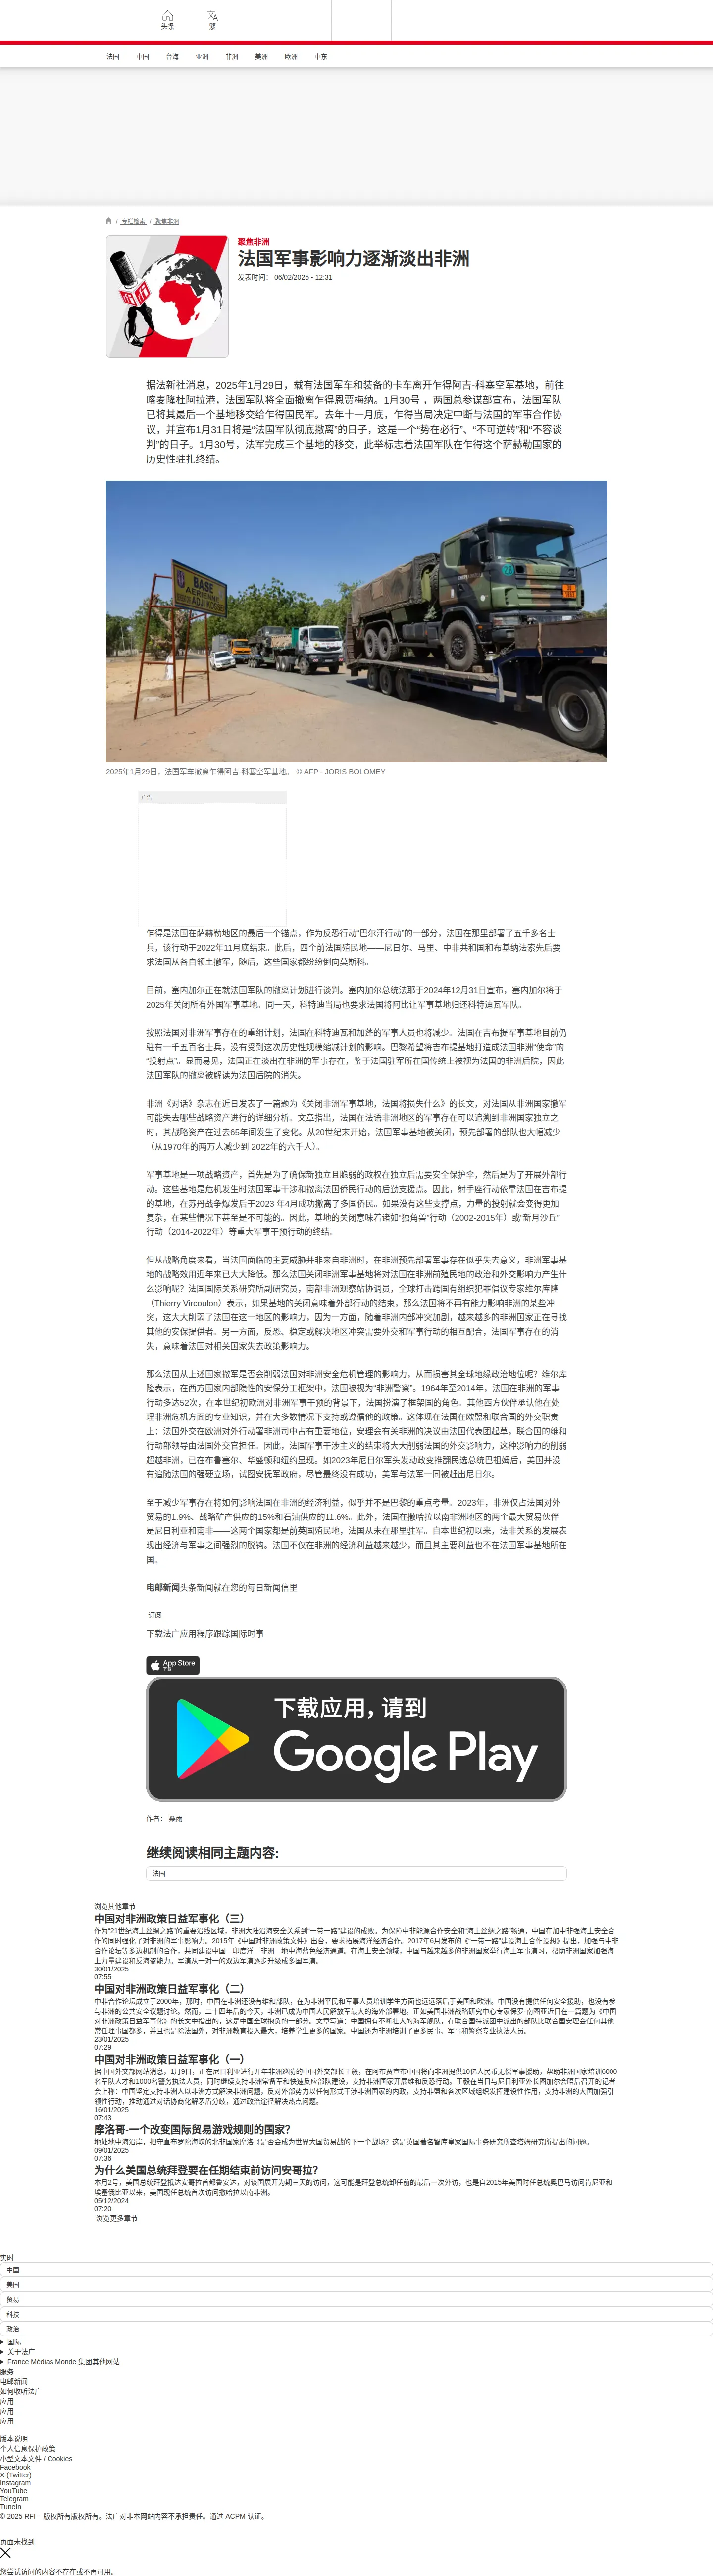 头条
繁
法国
中国
台海
亚洲
非洲
美洲
欧洲
中东
/ 专栏检索 / 聚焦非洲
聚焦非洲
法国军事影响力逐渐淡出非洲
发表时间： 06/02/2025 - 12:31
据法新社消息，2025年1月29日，载有法国军车和装备的卡车离开乍得阿吉-科塞空军基地，前往
喀麦隆杜阿拉港，法国军队将全面撤离乍得恩贾梅纳。1月30号 ，两国总参谋部宣布，法国军队
已将其最后一个基地移交给乍得国民军。去年十一月底，乍得当局决定中断与法国的军事合作协
议，并宣布1月31日将是“法国军队彻底撤离”的日子，这是一个“势在必行”、“不可逆转”和“不容谈
判”的日子。1月30号，法军完成三个基地的移交，此举标志着法国军队在乍得这个萨赫勒国家的
历史性驻扎终结。
BASE
AERIENNE
ADJI KOSSEI
2025年1月29日，法国军车撤离乍得阿吉-科塞空军基地。 © AFP - JORIS BOLOMEY
广告
乍得是法国在萨赫勒地区的最后一个锚点，作为反恐行动“巴尔汗行动”的一部分，法国在那里部署了五千多名士
兵，该行动于2022年11月底结束。此后，四个前法国殖民地——尼日尔、马里、中非共和国和布基纳法索先后要
求法国从各自领土撤军，随后，这些国家都纷纷倒向莫斯科。
目前，塞内加尔正在就法国军队的撤离计划进行谈判。塞内加尔总统法耶于2024年12月31日宣布，塞内加尔将于
2025年关闭所有外国军事基地。同一天，科特迪当局也要求法国将阿比让军事基地归还科特迪瓦军队。
按照法国对非洲军事存在的重组计划，法国在科特迪瓦和加蓬的军事人员也将减少。法国在吉布提军事基地目前仍
驻有一千五百名士兵，没有受到这次历史性规模缩减计划的影响。巴黎希望将吉布提基地打造成法国非洲“使命”的
“投射点”。显而易见，法国正在淡出在非洲的军事存在，鉴于法国驻军所在国传统上被视为法国的非洲后院，因此
法国军队的撤离被解读为法国后院的消失。
非洲《对话》杂志在近日发表了一篇题为《关闭非洲军事基地，法国将损失什么》的长文，对法国从非洲国家撤军
可能失去哪些战略资产进行的详细分析。文章指出，法国在法语非洲地区的军事存在可以追溯到非洲国家独立之
时，其战略资产在过去65年间发生了变化。从20世纪末开始，法国军事基地被关闭，预先部署的部队也大幅减少
（从1970年的两万人减少到 2022年的六千人）。
军事基地是一项战略资产，首先是为了确保新独立且脆弱的政权在独立后需要安全保护伞，然后是为了开展外部行
动。这些基地是危机发生时法国军事干涉和撤离法国侨民行动的后勤支援点。因此，射手座行动依靠法国在吉布提
的基地，在苏丹战争爆发后于2023 年4月成功撤离了多国侨民。如果没有这些支撑点，力量的投射就会变得更加
复杂，在某些情况下甚至是不可能的。因此，基地的关闭意味着诸如“独角兽”行动（2002-2015年）或“新月沙丘”
行动（2014-2022年）等重大军事干预行动的终结。
但从战略角度来看，当法国面临的主要威胁并非来自非洲时，在非洲预先部署军事存在似乎失去意义，非洲军事基
地的战略效用近年来已大大降低。那么法国关闭非洲军事基地将对法国在非洲前殖民地的政治和外交影响力产生什
么影响呢？法国国际关系研究所副研究员，南部非洲观察站协调员，全球打击跨国有组织犯罪倡议专家维尔库隆
（Thierry Vircoulon）表示，如果基地的关闭意味着外部行动的结束，那么法国将不再有能力影响非洲的某些冲
突，这大大削弱了法国在这一地区的影响力，因为一方面，随着非洲内部冲突加剧，越来越多的非洲国家正在寻找
其他的安保提供者。另一方面，反恐、稳定或解决地区冲突需要外交和军事行动的相互配合，法国军事存在的消
失，意味着法国对相关国家失去政策影响力。
那么法国从上述国家撤军是否会削弱法国对非洲安全危机管理的影响力，从而损害其全球地缘政治地位呢？维尔库
隆表示，在西方国家内部隐性的安保分工框架中，法国被视为“非洲警察”。1964年至2014年，法国在非洲的军事
行动多达52次，在本世纪初欧洲对非洲军事干预的背景下，法国扮演了框架国的角色。其他西方伙伴承认他在处
理非洲危机方面的专业知识，并在大多数情况下支持或遵循他的政策。这体现在法国在欧盟和联合国的外交职责
上：法国外交在欧洲对外行动署非洲司中占有重要地位，安理会有关非洲的决议由法国代表团起草，联合国的维和
行动部领导由法国外交官担任。因此，法国军事干涉主义的结束将大大削弱法国的外交影响力，这种影响力的削弱
超越非洲，已在布鲁塞尔、华盛顿和纽约显现。如2023年尼日尔军头发动政变推翻民选总统巴祖姆后，美国并没
有追随法国的强硬立场，试图安抚军政府，尽管最终没有成功，美军与法军一同被赶出尼日尔。
至于减少军事存在将如何影响法国在非洲的经济利益，似乎并不是巴黎的重点考量。2023年，非洲仅占法国对外
贸易的1.9%、战略矿产供应的15%和石油供应的11.6%。此外，法国在撒哈拉以南非洲地区的两个最大贸易伙伴
是尼日利亚和南非——这两个国家都是前英国殖民地，法国从未在那里驻军。自本世纪初以来，法非关系的发展表
现出经济与军事之间强烈的脱钩。法国不仅在非洲的经济利益越来越少，而且其主要利益也不在法国军事基地所在
国。
电邮新闻头条新闻就在您的每日新闻信里
订阅
下载法广应用程序跟踪国际时事
App Store
下载
下载应用，请到
Google Play
作者： 桑雨
继续阅读相同主题内容:
法国
浏览其他章节
中国对非洲政策日益军事化（三）
作为“21世纪海上丝绸之路”的重要沿线区域，非洲大陆沿海安全关系到“一带一路”建设的成败，为保障中非能源合作安全和“海上丝绸之路”畅通，中国在加中非强海上安全合
作的同时强化了对非洲的军事影响力。2015年《中国对非洲政策文件》出台，要求拓展海洋经济合作。2017年6月发布的《“一带一路”建设海上合作设想》提出，加强与中非
合作论坛等多边机制的合作，共同建设中国－印度洋－非洲－地中海蓝色经济通道。在海上安全领域，中国与越来越多的非洲国家举行海上军事演习，帮助非洲国家加强海
上力量建设和反海盗能力。军演从一对一的双边军演逐步升级成多国军演。
30/01/2025
07:55
中国对非洲政策日益军事化（二）
中非合作论坛成立于2000年，那时，中国在非洲还没有维和部队，在为非洲平民和军事人员培训学生方面也远远落后于美国和欧洲。中国没有提供任何安全援助，也没有参
与非洲的公共安全议题讨论。然而，二十四年后的今天，非洲已成为中国人民解放军最大的海外部署地。正如美国非洲战略研究中心专家保罗·南图亚近日在一篇题为《中国
对非洲政策日益军事化》的长文中指出的，这是中国全球抱负的一部分。文章写道：中国拥有不断壮大的海军舰队，在联合国特派团中派出的部队比联合国安理会任何其他
常任理事国都多，并且也是除法国外，对非洲教育投入最大，培养学生更多的国家。中国还为非洲培训了更多民事、军事和警察专业执法人员。
23/01/2025
07:29
中国对非洲政策日益军事化（一）
据中国外交部网站消息，1月9日，正在尼日利亚进行开年非洲巡防的中国外交部长王毅，在阿布贾宣布中国将向非洲提供10亿人民币无偿军事援助，帮助非洲国家培训6000
名军队人才和1000名警务执法人员，同时继续支持非洲常备军和快速反应部队建设，支持非洲国家开展维和及反恐行动。王毅在当日与尼日利亚外长图加尔会晤后召开的记者
会上称：中国坚定支持非洲人以非洲方式解决非洲问题，反对外部势力以任何形式干涉非洲国家的内政，支持非盟和各次区域组织发挥建设性作用，支持非洲的大国加强引
领性行动，推动通过对话协商化解矛盾分歧，通过政治途径解决热点问题。
16/01/2025
07:43
摩洛哥-一个改变国际贸易游戏规则的国家?
地处地中海沿岸，把守直布罗陀海峡的北非国家摩洛哥是否会成为世界大国贸易战的下一个战场？这是英国著名智库皇家国际事务研究所查塔姆研究所提出的问题。
09/01/2025
07:36
为什么美国总统拜登要在任期结束前访问安哥拉?
本月2号，美国总统拜登抵达安哥拉首都鲁安达，对该国展开为期三天的访问，这可能是拜登总统卸任前的最后一次外访，也是自2015年美国时任总统奥巴马访问肯尼亚和
埃塞俄比亚以来，美国现任总统首次访问撒哈拉以南非洲。
05/12/2024
07:20
浏览更多章节
实时
中国
美国
贸易
科技
政治
国际
关于法广
France Médias Monde 集团其他网站
服务
电邮新闻
如何收听法广
应用
应用
应用
版本说明
个人信息保护政策
小型文本文件 / Cookies
Facebook
X (Twitter)
Instagram
YouTube
Telegram
TuneIn
© 2025 RFI – 版权所有版权所有。法广对非本网站内容不承担责任。通过 ACPM 认证。
页面未找到
您尝试访问的内容不存在或不再可用。